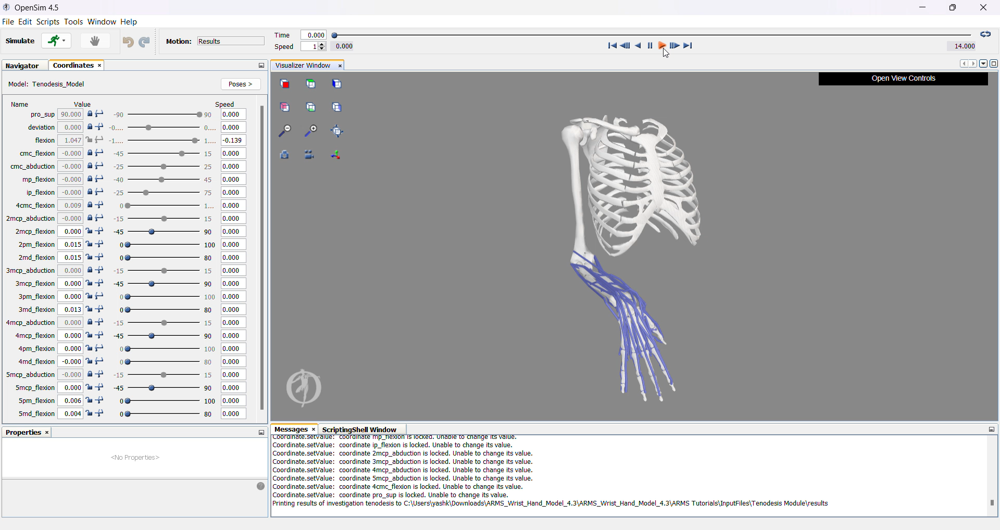 OpenSim 4.5
File Edit Scripts Tools Window Help
Simulate
Motion: Results
Time 0.000
Speed 1 0.000
14.000
Navigator Coordinates
Model: Tenodesis_Model
Poses >
Name Value Speed
pro_sup 90.000 -90 90 0.000
deviation 0.000 -0.... 0.... 0.000
flexion 1.047 -1.... 1.... -0.139
cmc_flexion -0.000 -45 15 0.000
cmc_abduction -0.000 -25 25 0.000
mp_flexion -0.000 -40 45 0.000
ip_flexion -0.000 -25 75 0.000
4cmc_flexion 0.009 0 1... 0.000
2mcp_abduction -0.000 -15 15 0.000
2mcp_flexion 0.000 -45 90 0.000
2pm_flexion 0.015 0 100 0.000
2md_flexion 0.015 0 80 0.000
3mcp_abduction 0.000 -15 15 0.000
3mcp_flexion 0.000 -45 90 0.000
3pm_flexion 0.000 0 100 0.000
3md_flexion 0.013 0 80 0.000
4mcp_abduction 0.000 -15 15 0.000
4mcp_flexion 0.000 -45 90 0.000
4pm_flexion 0.000 0 100 0.000
4md_flexion -0.000 0 80 0.000
5mcp_abduction -0.000 -15 15 0.000
5mcp_flexion 0.000 -45 90 0.000
5pm_flexion 0.006 0 100 0.000
5md_flexion 0.004 0 80 0.000
Properties
<No Properties>
Visualizer Window
Open View Controls
Messages ScriptingShell Window
Coordinate.setValue: coordinate mp_flexion is locked. Unable to change its value.
Coordinate.setValue: coordinate ip_flexion is locked. Unable to change its value.
Coordinate.setValue: coordinate 2mcp_abduction is locked. Unable to change its value.
Coordinate.setValue: coordinate 3mcp_abduction is locked. Unable to change its value.
Coordinate.setValue: coordinate 4mcp_abduction is locked. Unable to change its value.
Coordinate.setValue: coordinate 5mcp_abduction is locked. Unable to change its value.
Coordinate.setValue: coordinate 4cmc_flexion is locked. Unable to change its value.
Coordinate.setValue: coordinate pro_sup is locked. Unable to change its value.
Printing results of investigation tenodesis to C:\Users\yashk\Downloads\ARMS_Wrist_Hand_Model_4.3\ARMS_Wrist_Hand_Model_4.3\ARMS Tutorials\InputFiles\Tenodesis Module\results